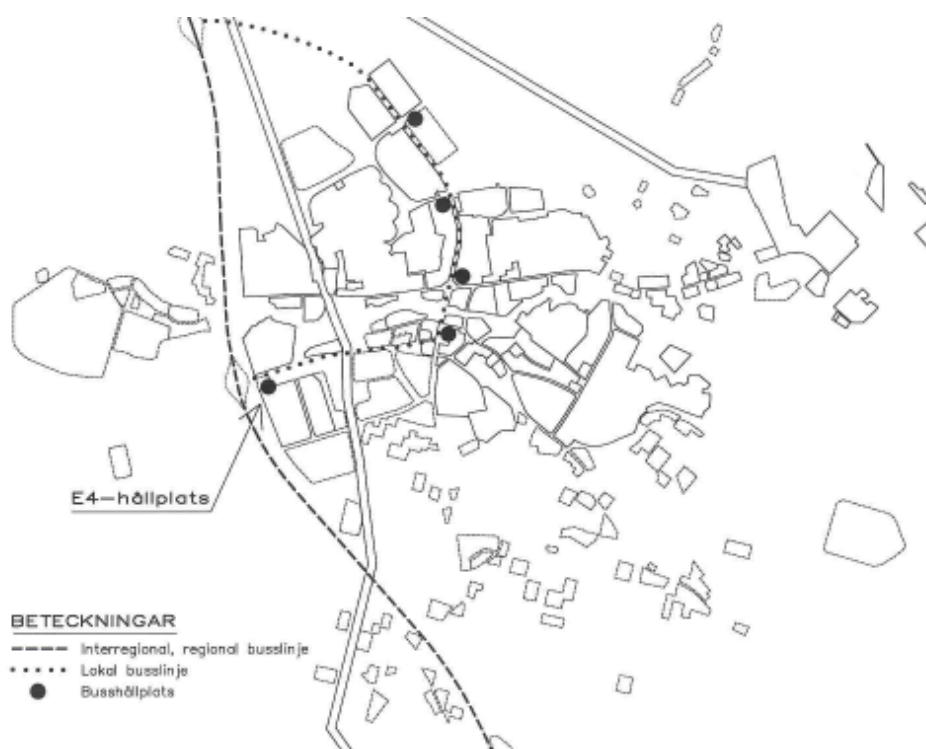 E4-hållplats
BETECKNINGAR
Interregional, regional busslinje
Lokal busslinje
Busshållplats